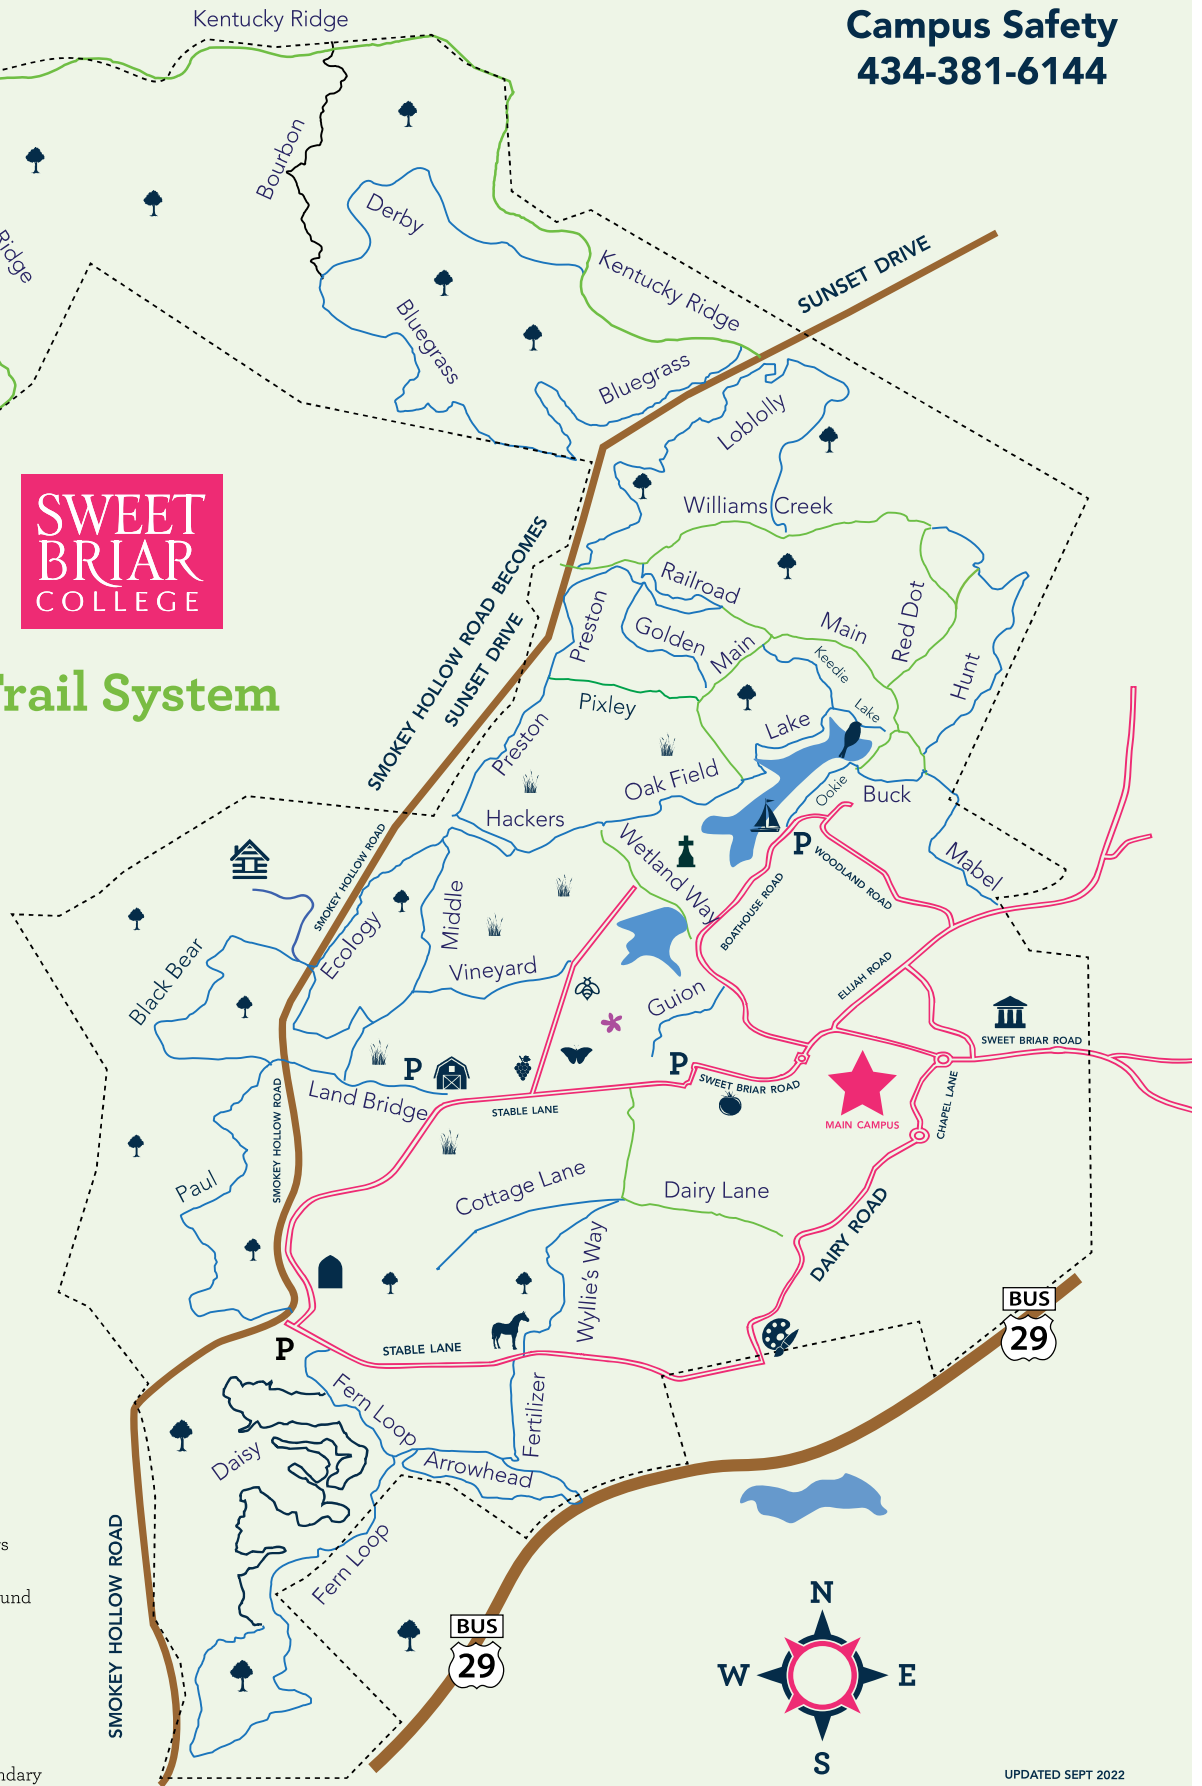 Kentucky Ridge
Campus Safety
434-381-6144
Bourbon
Derby
Ridge
Kentucky Ridge
SUNSET DRIVE
Bluegrass
Bluegrass
Loblolly
SWEET
BRIAR
COLLEGE
Williams Creek
SMOKEY HOLLOW ROAD BECOMES
SUNSET DRIVE
Railroad
Preston
Golden
Main
Main
Red Dot
Keedie
Hunt
Trail System
Pixley
Lake
Lake
Preston
Oak Field
Ookie
Buck
Hackers
Wetland Way
P
WOODLAND ROAD
Mabel
SMOKEY HOLLOW ROAD
Ecology
Middle
BOATHOUSE ROAD
Black Bear
Vineyard
Guion
ELIJAH ROAD
SWEET BRIAR ROAD
P
P
Land Bridge
STABLE LANE
SWEET BRIAR ROAD
MAIN CAMPUS
CHAPEL LANE
SMOKEY HOLLOW ROAD
Paul
Cottage Lane
Dairy Lane
DAIRY ROAD
Wyllie's Way
BUS
29
P
STABLE LANE
Fern Loop
Fertilizer
Daisy
Arrowhead
Fern Loop
SMOKEY HOLLOW ROAD
s
und
BUS
29
N
W
E
S
ndary
UPDATED SEPT 2022